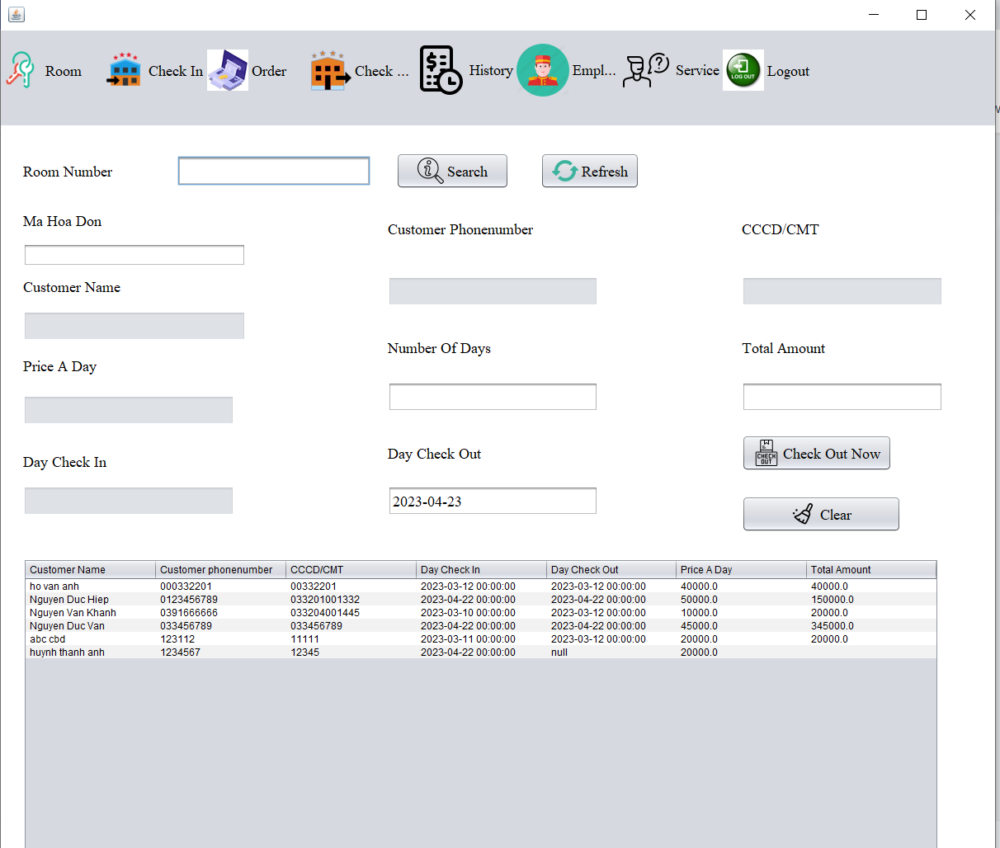 Room Check In Order Check ... History Empl... Service LOG OUT Logout
Room Number Search Refresh
Ma Hoa Don
Customer Phonenumber CCCD/CMT
Customer Name
Number Of Days Total Amount
Price A Day
Day Check In Day Check Out CHECK OUT Check Out Now
2023-04-23
Clear
Customer Name Customer phonenumber CCCD/CMT Day Check In Day Check Out Price A Day Total Amount
ho van anh 000332201 00332201 2023-03-12 00:00:00 2023-03-12 00:00:00 40000.0 40000.0
Nguyen Duc Hiep 0123456789 033201001332 2023-04-22 00:00:00 2023-04-22 00:00:00 50000.0 150000.0
Nguyen Van Khanh 0391666666 033204001445 2023-03-10 00:00:00 2023-03-12 00:00:00 10000.0 20000.0
Nguyen Duc Van 033456789 033456789 2023-04-22 00:00:00 2023-04-22 00:00:00 45000.0 345000.0
abc cbd 123112 11111 2023-03-11 00:00:00 2023-03-12 00:00:00 20000.0 20000.0
huynh thanh anh 1234567 12345 2023-04-22 00:00:00 null 20000.0